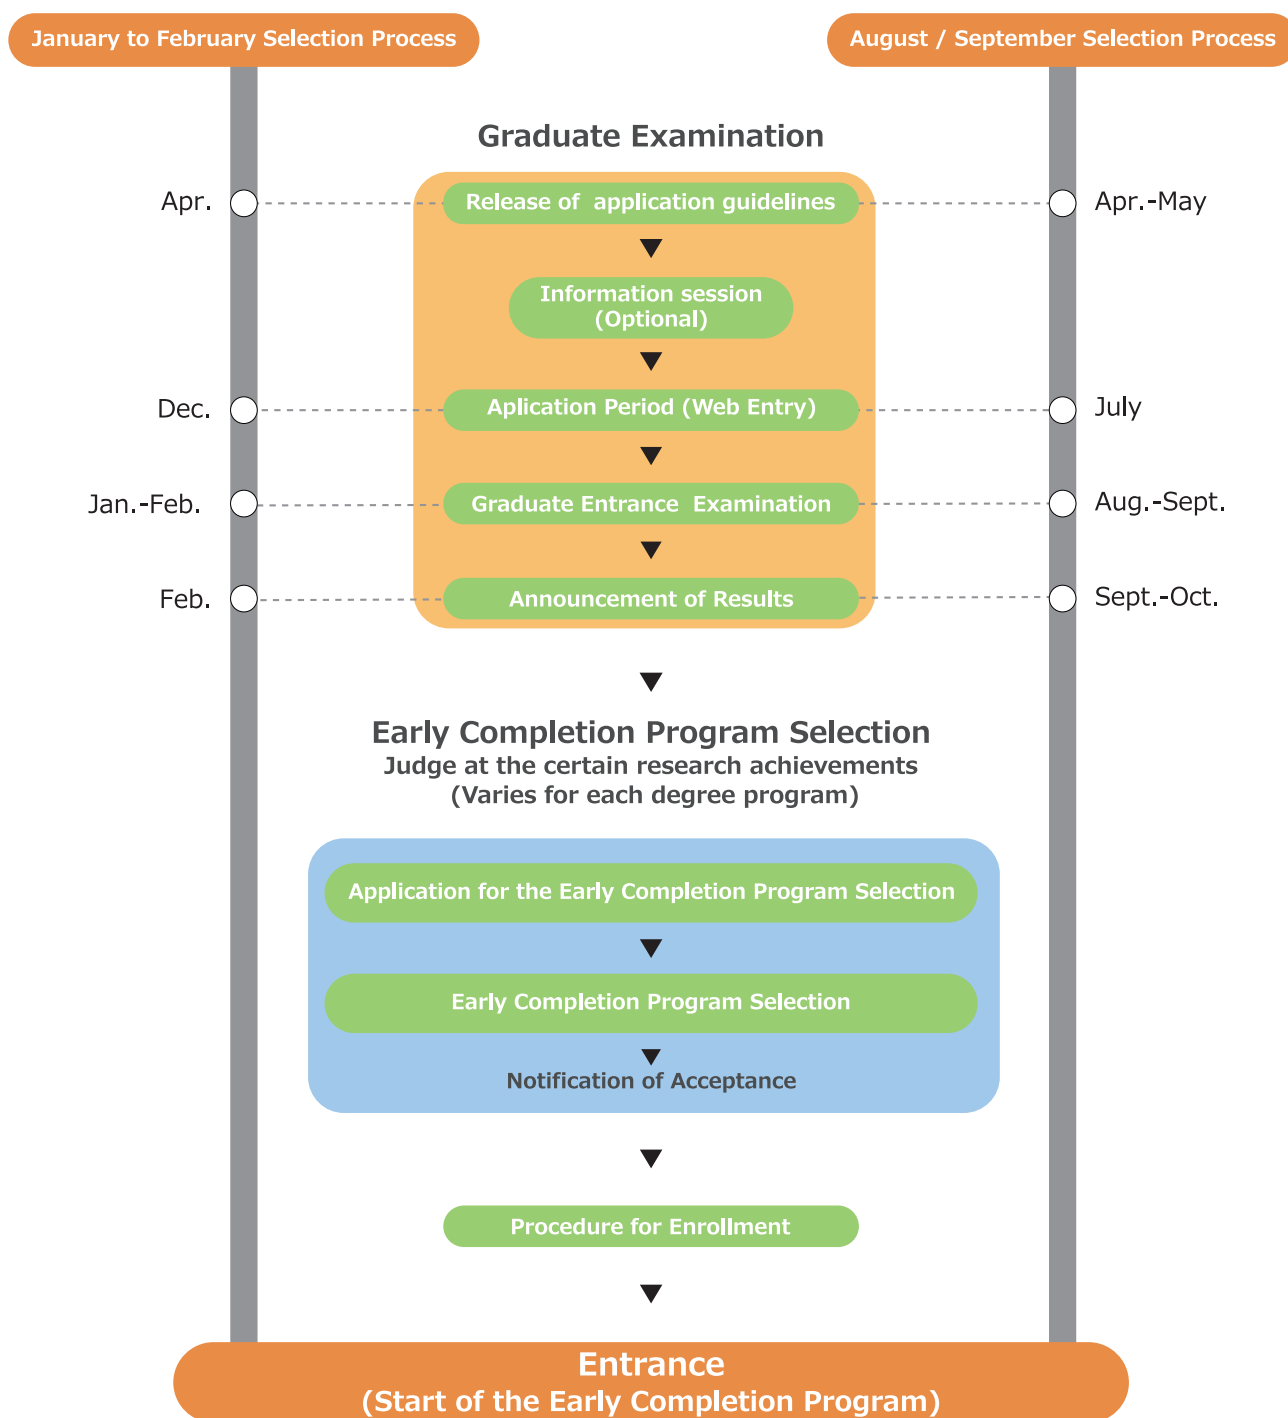 January to February Selection Process
August / September Selection Process
Graduate Examination
Apr.
Release of application guidelines
Apr.-May
Information session
(Optional)
Dec.
Aplication Period (Web Entry)
July
Jan.-Feb.
Graduate Entrance Examination
Aug.-Sept.
Feb.
Announcement of Results
Sept.-Oct.
Early Completion Program Selection
Judge at the certain research achievements
(Varies for each degree program)
Application for the Early Completion Program Selection
Early Completion Program Selection
Notification of Acceptance
Procedure for Enrollment
Entrance
(Start of the Early Completion Program)